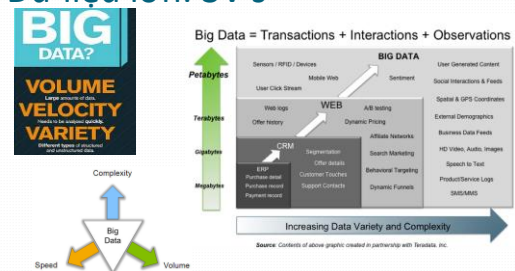 BIG
DATA?
VOLUME
Large amounts of data.
VELOCITY
Needs to be analyzed quickly.
VARIETY
Different types of structured
and unstructured data.
Complexity
Big
Data
Speed
Volume
Big Data = Transactions + Interactions + Observations
BIG DATA
Sensors / RFID / Devices
Mobile Web
User Click Stream
Sentiment
User Generated Content
Social Interactions & Feeds
Spatial & GPS Coordinates
External Demographics
Business Data Feeds
HD Video, Audio, Images
Speech to Text
Product/Service Logs
SMS/MMS
Petabytes
Terabytes
Gigabytes
Megabytes
WEB
Web logs
Offer history
A/B testing
Dynamic Pricing
Affiliate Networks
Search Marketing
Behavioral Targeting
Dynamic Funnels
CRM
Segmentation
Offer details
Customer Touches
Support Contacts
ERP
Purchase detail
Purchase record
Payment record
Increasing Data Variety and Complexity
Source: Contents of above graphic created in partnership with Teradata, Inc.